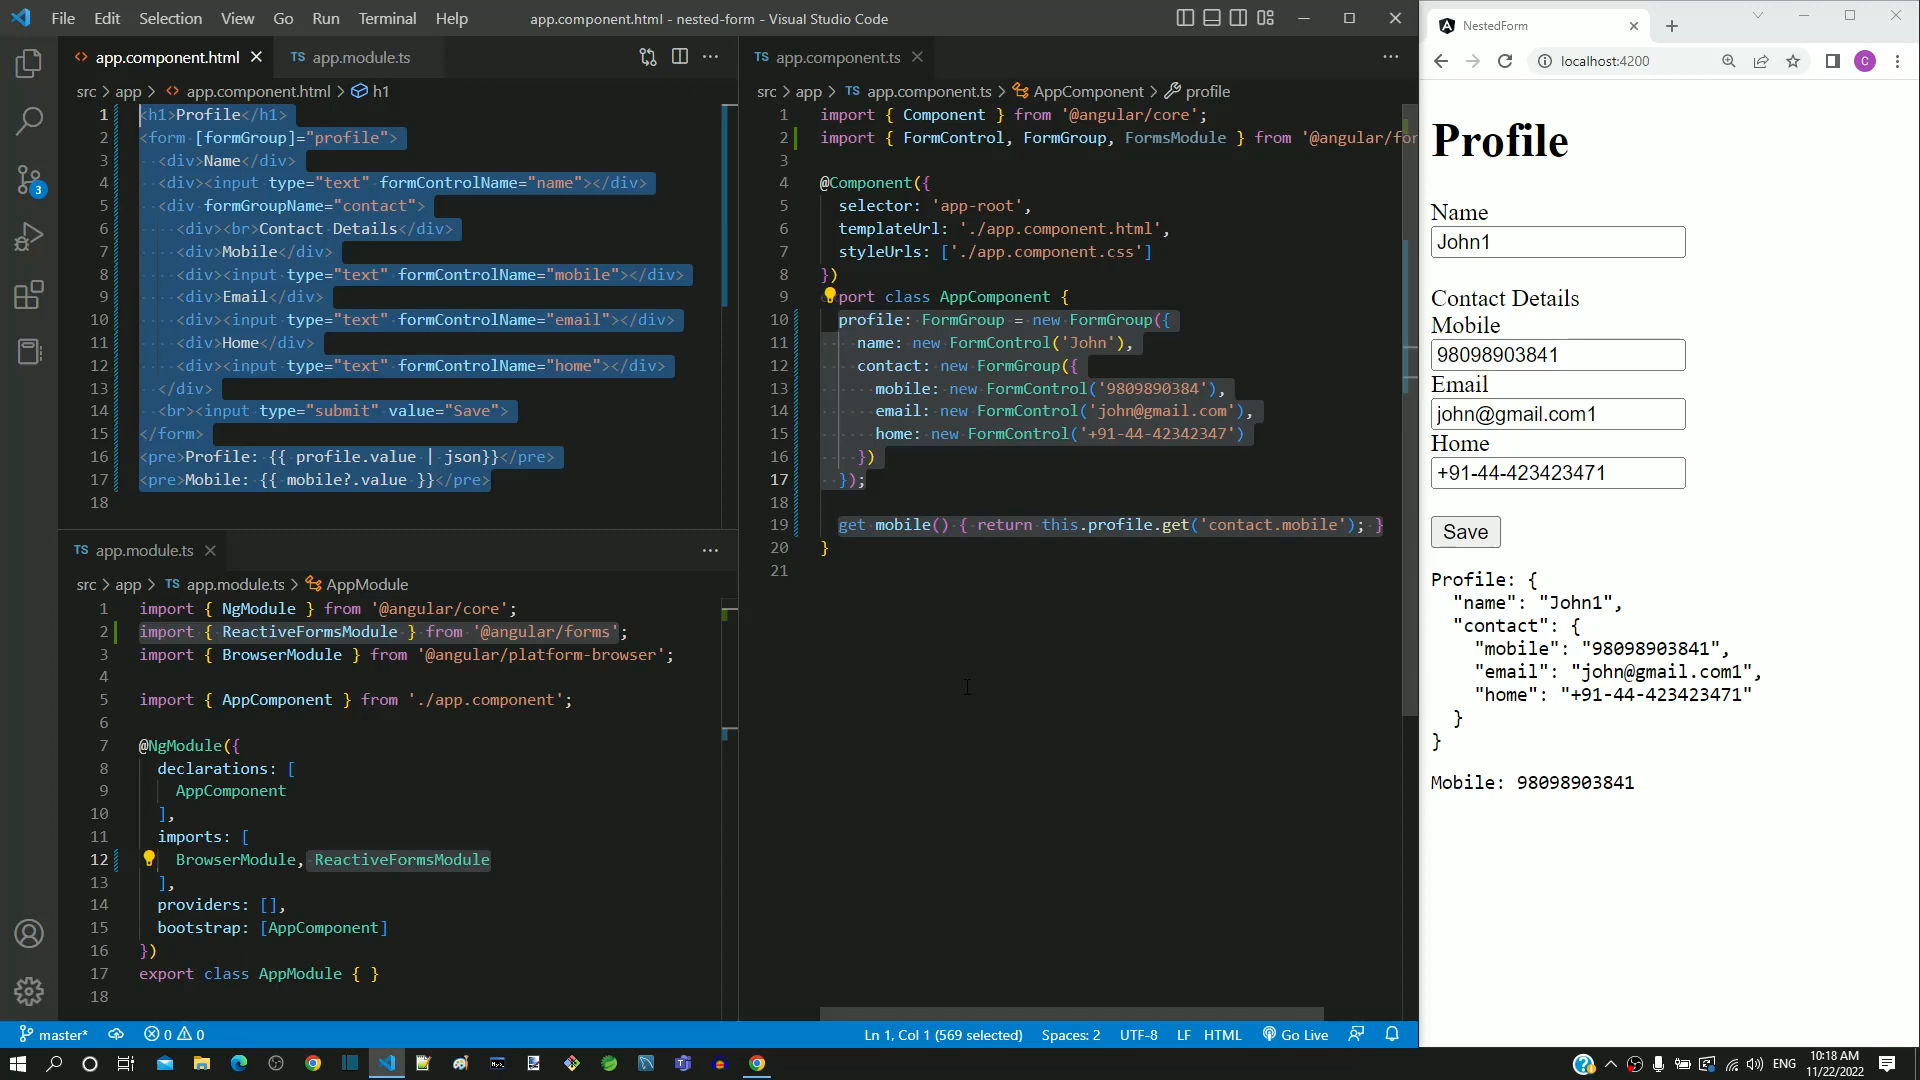 File Edit Selection View Go Run Terminal Help
app.component.html - nested-form - Visual Studio Code
app.component.html
TS app.module.ts
src > app > app.component.html > h1
1 <h1>Profile</h1>
2 <form [formGroup]="profile">
3 <div>Name</div>
4 <div><input type="text" formControlName="name"></div>
5 <div formGroupName="contact">
6 <div><br>Contact Details</div>
7 <div>Mobile</div>
8 <div><input type="text" formControlName="mobile"></div>
9 <div>Email</div>
10 <div><input type="text" formControlName="email"></div>
11 <div>Home</div>
12 <div><input type="text" formControlName="home"></div>
13 </div>
14 <br><input type="submit" value="Save">
15 </form>
16 <pre>Profile: {{ profile.value | json}}</pre>
17 <pre>Mobile: {{ mobile?.value }}</pre>
18
TS app.module.ts
src > app > TS app.module.ts > AppModule
1 import { NgModule } from '@angular/core';
2 import { ReactiveFormsModule } from '@angular/forms';
3 import { BrowserModule } from '@angular/platform-browser';
4
5 import { AppComponent } from './app.component';
6
7 @NgModule({
8 declarations: [
9 AppComponent
10 ],
11 imports: [
12 BrowserModule, ReactiveFormsModule
13 ],
14 providers: [],
15 bootstrap: [AppComponent]
16 })
17 export class AppModule { }
18
TS app.component.ts
src > app > TS app.component.ts > AppComponent > profile
1 import { Component } from '@angular/core';
2 import { FormControl, FormGroup, FormsModule } from '@angular/for
3
4 @Component({
5 selector: 'app-root',
6 templateUrl: './app.component.html',
7 styleUrls: ['./app.component.css']
8 })
9 port class AppComponent {
10 profile: FormGroup = new FormGroup({
11 name: new FormControl('John'),
12 contact: new FormGroup({
13 mobile: new FormControl('9809890384'),
14 email: new FormControl('john@gmail.com'),
15 home: new FormControl('+91-44-42342347')
16 })
17 });
18
19 get mobile() { return this.profile.get('contact.mobile'); }
20 }
21
3
master* 0 0
Ln 1, Col 1 (569 selected) Spaces: 2 UTF-8 LF HTML Go Live
NestedForm
localhost:4200
C
Profile
Name
John1
Contact Details
Mobile
98098903841
Email
john@gmail.com1
Home
+91-44-423423471
Save
Profile: {
"name": "John1",
"contact": {
"mobile": "98098903841",
"email": "john@gmail.com1",
"home": "+91-44-423423471"
}
}
Mobile: 98098903841
ENG
10:18 AM
11/22/2022